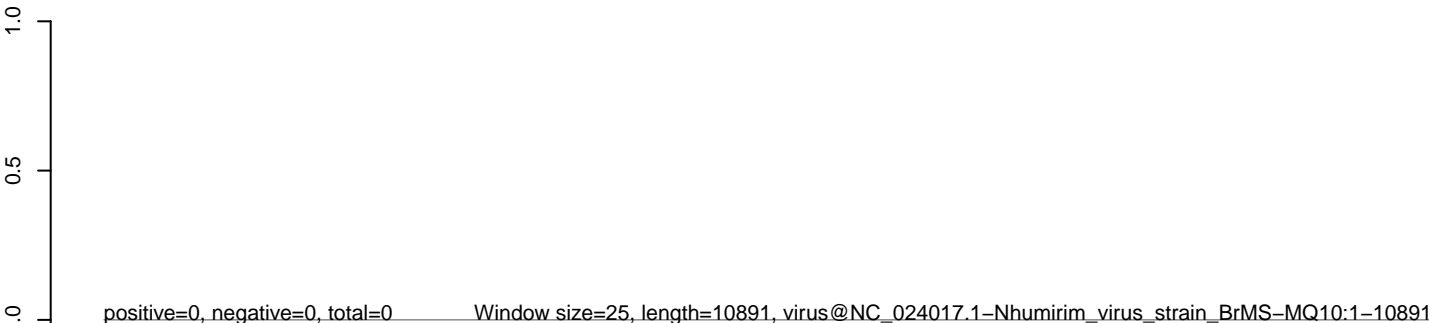 1.0
0.5
.0
positive=0, negative=0, total=0 Window size=25, length=10891, virus@NC_024017.1−Nhumirim_virus_strain_BrMS−MQ10:1−10891